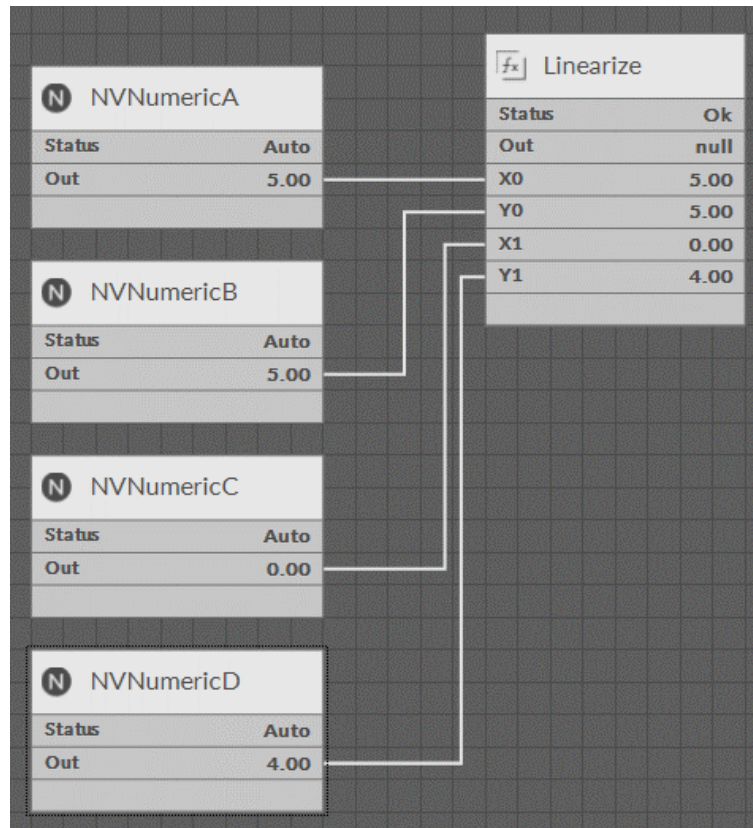 NVNumericA
Status Auto
Out 5.00
NVNumericB
Status Auto
Out 5.00
NVNumericC
Status Auto
Out 0.00
NVNumericD
Status Auto
Out 4.00
Linearize
Status Ok
Out null
X0 5.00
Y0 5.00
X1 0.00
Y1 4.00